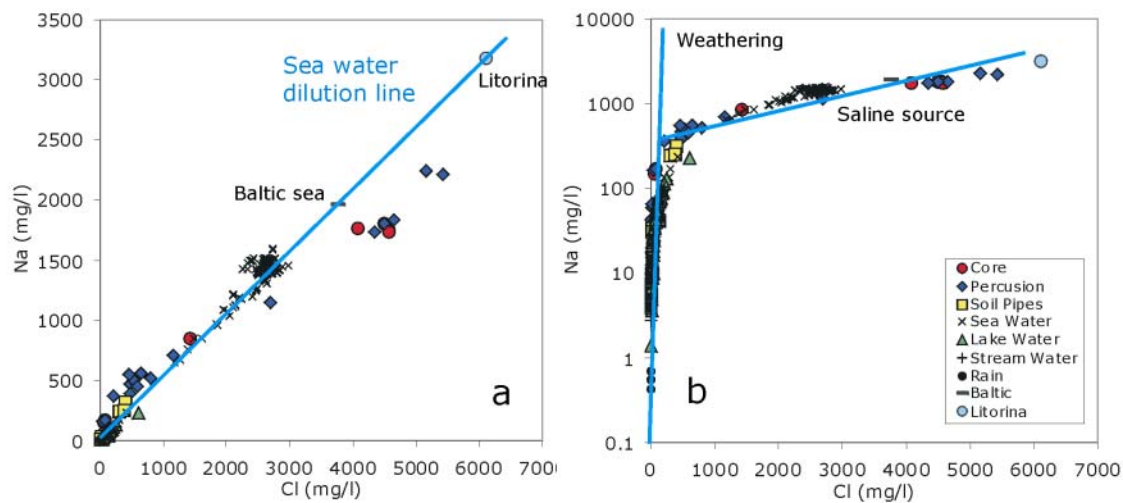 3500
3000
2500
2000
1500
1000
500
0
Na (mg/l)
Sea water
dilution line
Litorina
Baltic sea
a
0 1000 2000 3000 4000 5000 6000 7000
Cl (mg/l)
10000
1000
100
10
1
0.1
Na (mg/l)
Weathering
Saline source
b
Core
Percusion
Soil Pipes
Sea Water
Lake Water
Stream Water
Rain
Baltic
Litorina
0 1000 2000 3000 4000 5000 6000 7000
Cl (mg/l)